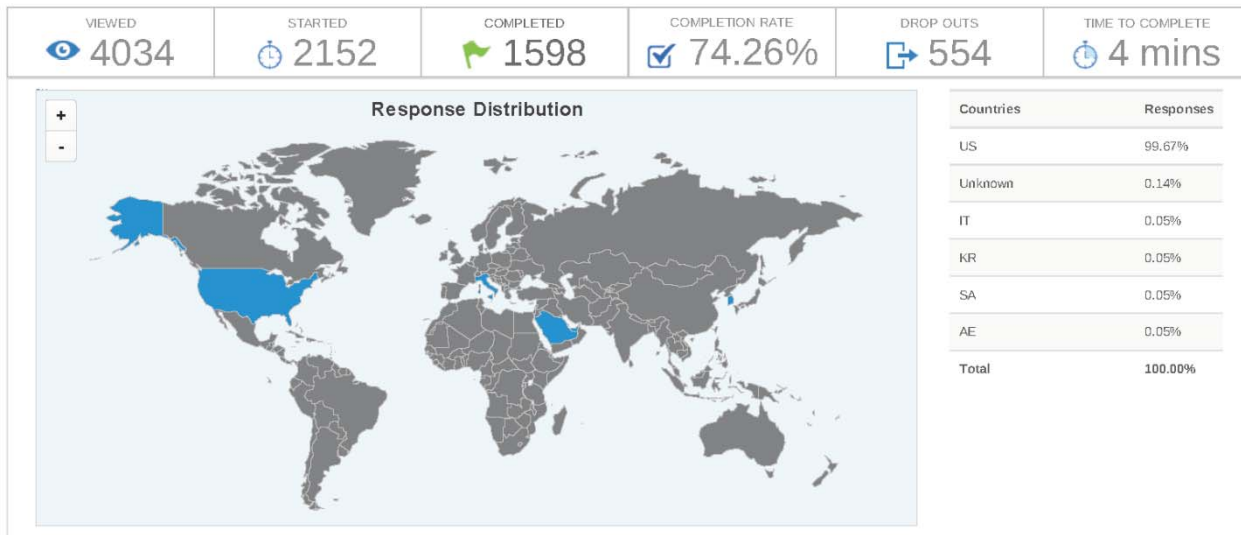 VIEWED STARTED COMPLETED COMPLETION RATE DROP OUTS TIME TO COMPLETE
4034 2152 1598 74.26% 554 4 mins
Response Distribution
+
-
Countries Responses
US 99.67%
Unknown 0.14%
IT 0.05%
KR 0.05%
SA 0.05%
AE 0.05%
Total 100.00%